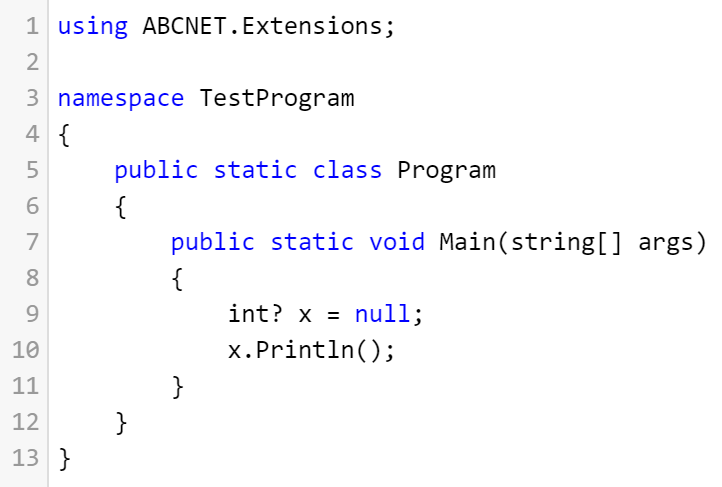 1 using ABCNET.Extensions;
2
3 namespace TestProgram
4 {
5     public static class Program
6     {
7         public static void Main(string[] args)
8         {
9             int? x = null;
10             x.Println();
11         }
12     }
13 }